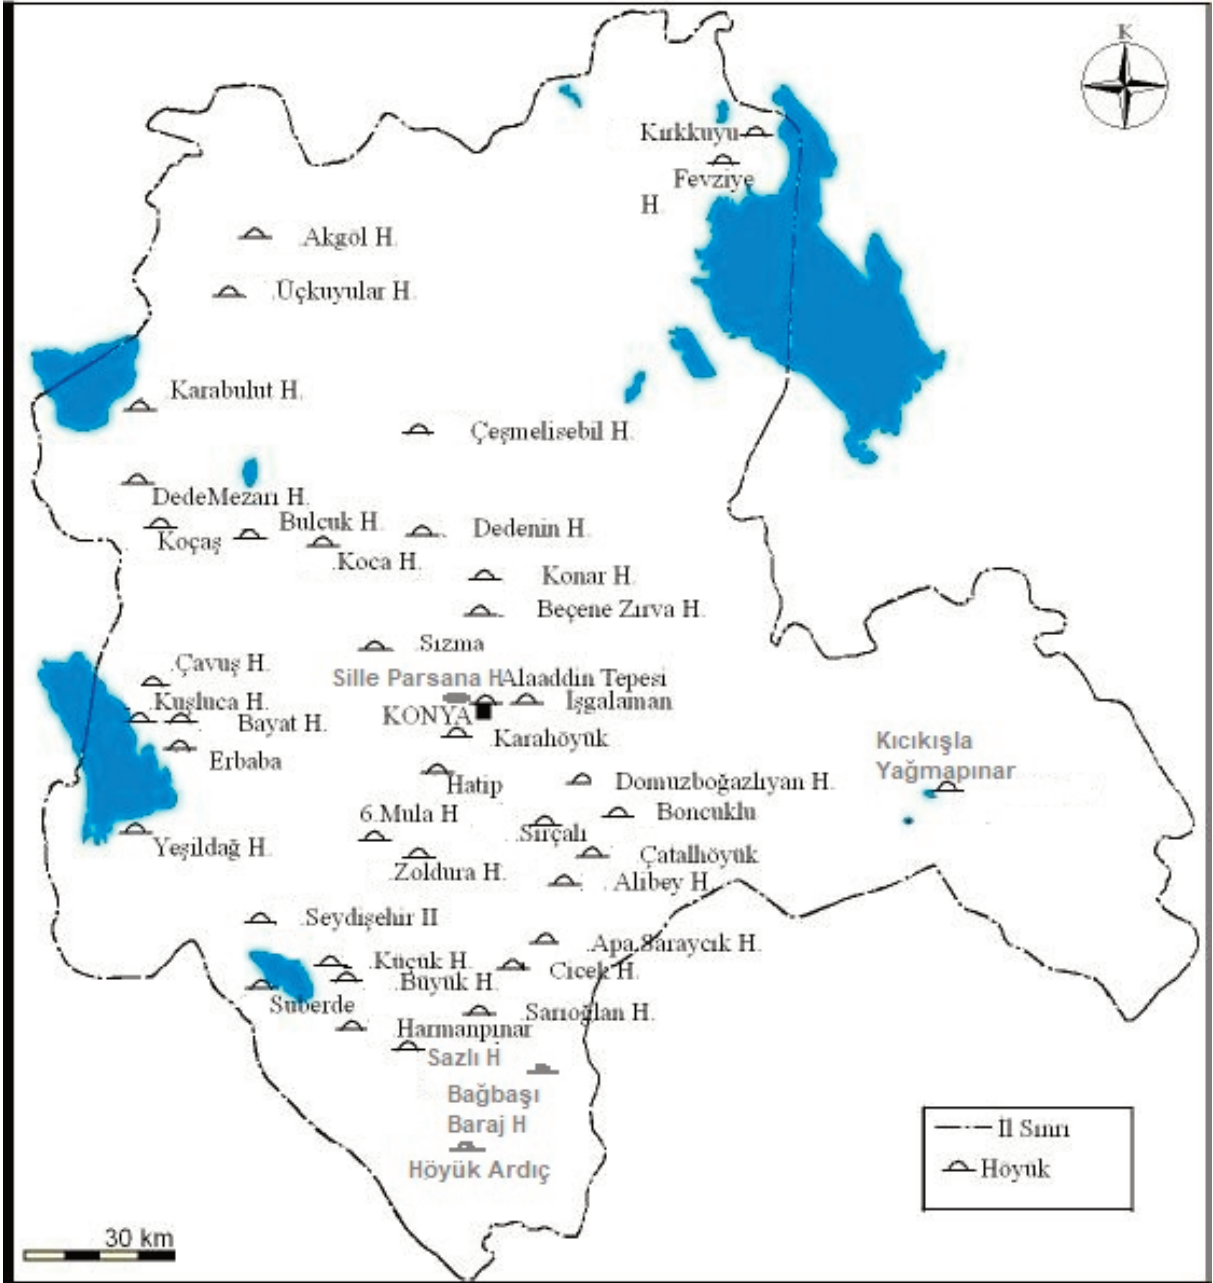 K
Kırkkuyu
Fevziye
H.
Akgöl H.
Üçkuyular H.
Karabulut H.
Çeşmelisebil H.
DedeMezarı H.
Koçaş
Bulcuk H.
Koca H.
Dedenin H.
Konar H.
Beçene Zırva H.
Sızma
Çavuş H.
Sille Parsana H
Alaaddin Tepesi
Kuşluca H.
Bayat H.
KONYA
İşgalaman
Karahöyük
Erbaba
Kıcıkışla
Yağmapınar
Hatip
Domuzboğazlıyan H.
6.Mula H
Sırçalı
Boncuklu
Yeşildağ H.
Zoldura H.
Çatalhöyük
Alibey H.
Seydişehir II
Apa.Saraycık H.
Küçük H.
Büyük H.
Cicek H.
Suberde
Sarıoğlan H.
Harmanpınar
Sazlı H
Bağbaşı
Baraj H
Höyük Ardıç
İl Sınrı
Höyük
30 km